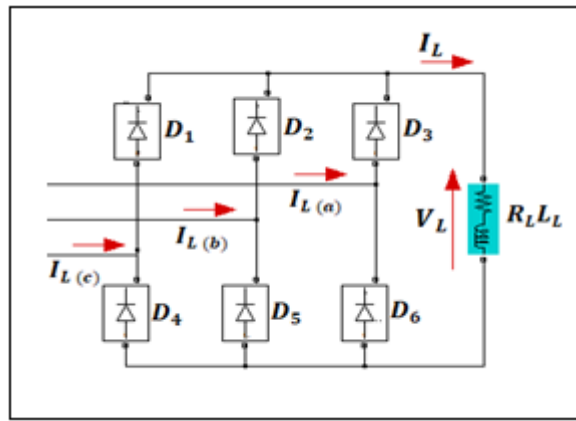 I_L
D_1
D_2
D_3
I_L (a)
V_L
R_L L_L
I_L (b)
I_L (c)
D_4
D_5
D_6